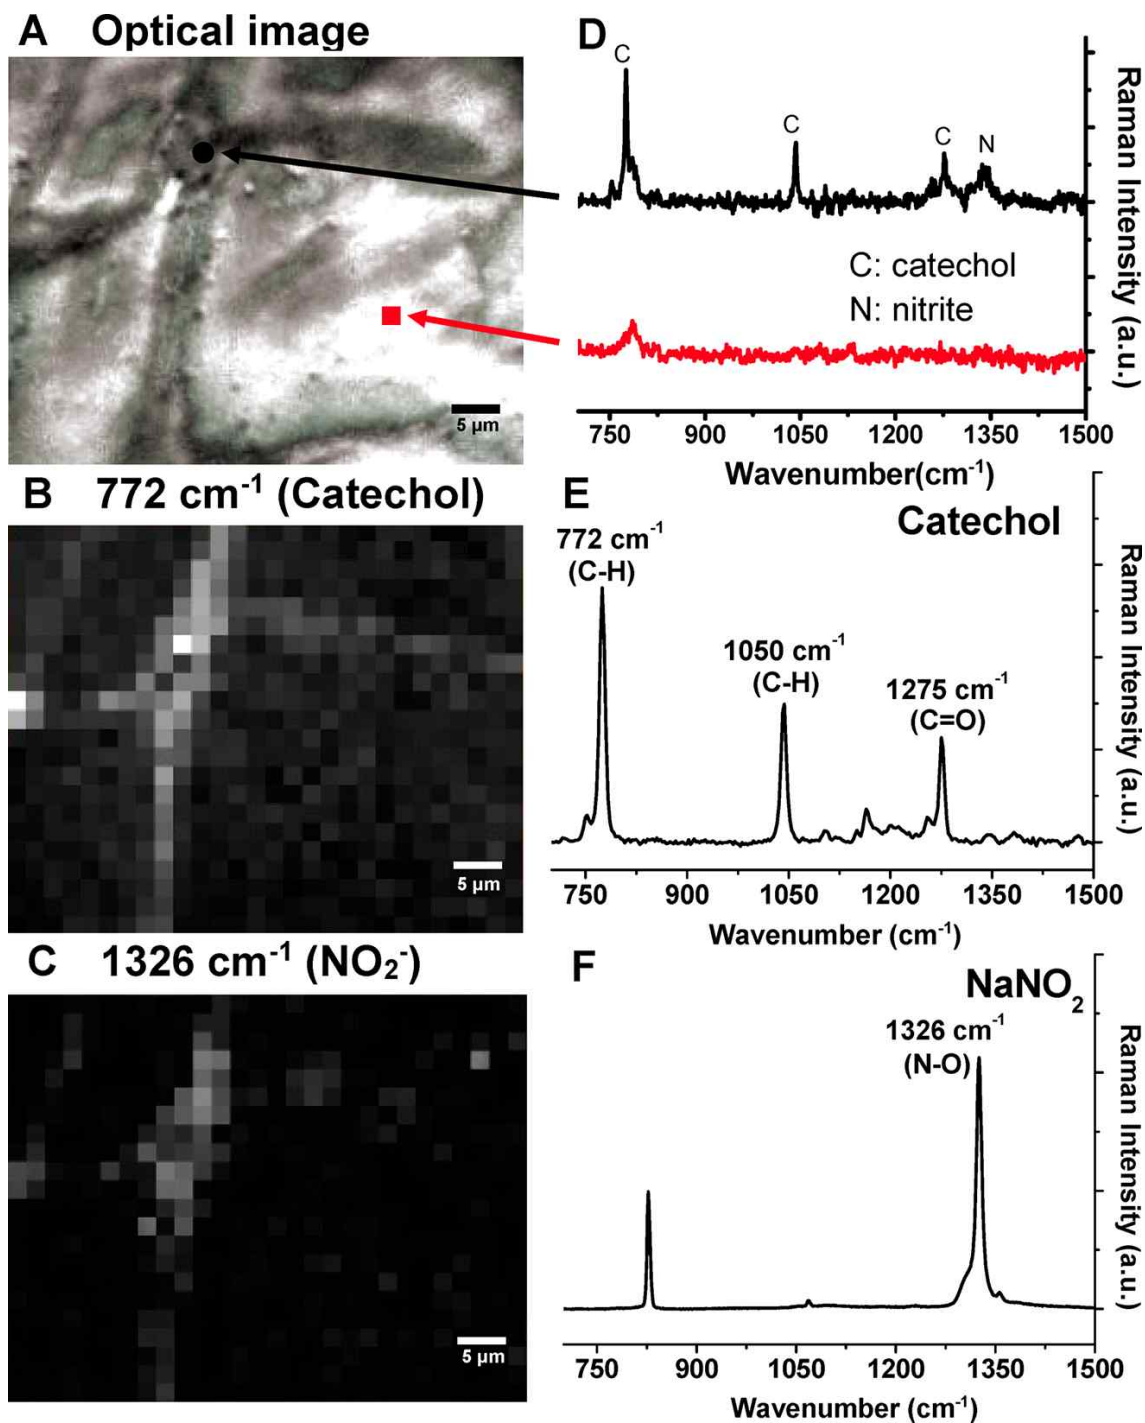 A Optical image
5 µm
B 772 cm-1 (Catechol)
5 µm
C 1326 cm-1 (NO2-)
5 µm
D
C
C
C
N
C: catechol
N: nitrite
750 900 1050 1200 1350 1500
Wavenumber(cm-1)
Raman Intensity (a.u.)
E
Catechol
772 cm-1
(C-H)
1050 cm-1
(C-H)
1275 cm-1
(C=O)
750 900 1050 1200 1350 1500
Wavenumber (cm-1)
Raman Intensity (a.u.)
F
NaNO2
1326 cm-1
(N-O)
750 900 1050 1200 1350 1500
Wavenumber (cm-1)
Raman Intensity (a.u.)